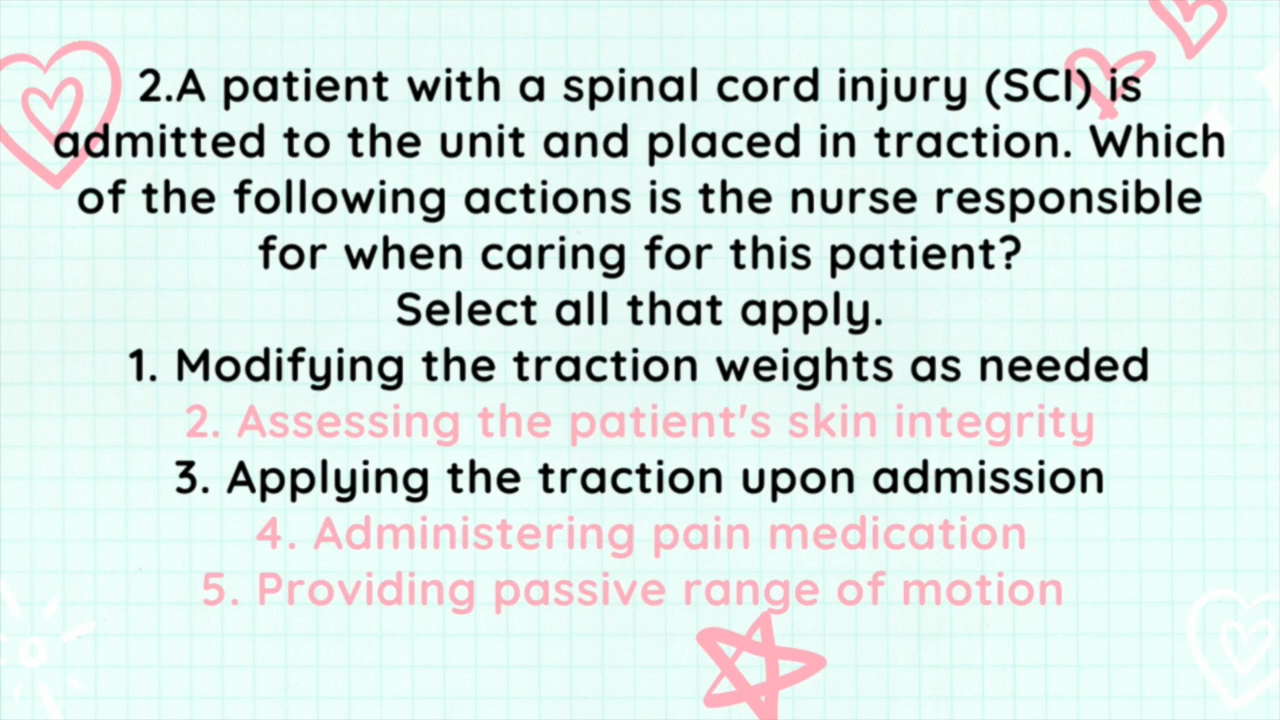 2.A patient with a spinal cord injury (SCI) is
admitted to the unit and placed in traction. Which
of the following actions is the nurse responsible
for when caring for this patient?
Select all that apply.
1. Modifying the traction weights as needed
2. Assessing the patient's skin integrity
3. Applying the traction upon admission
4. Administering pain medication
5. Providing passive range of motion